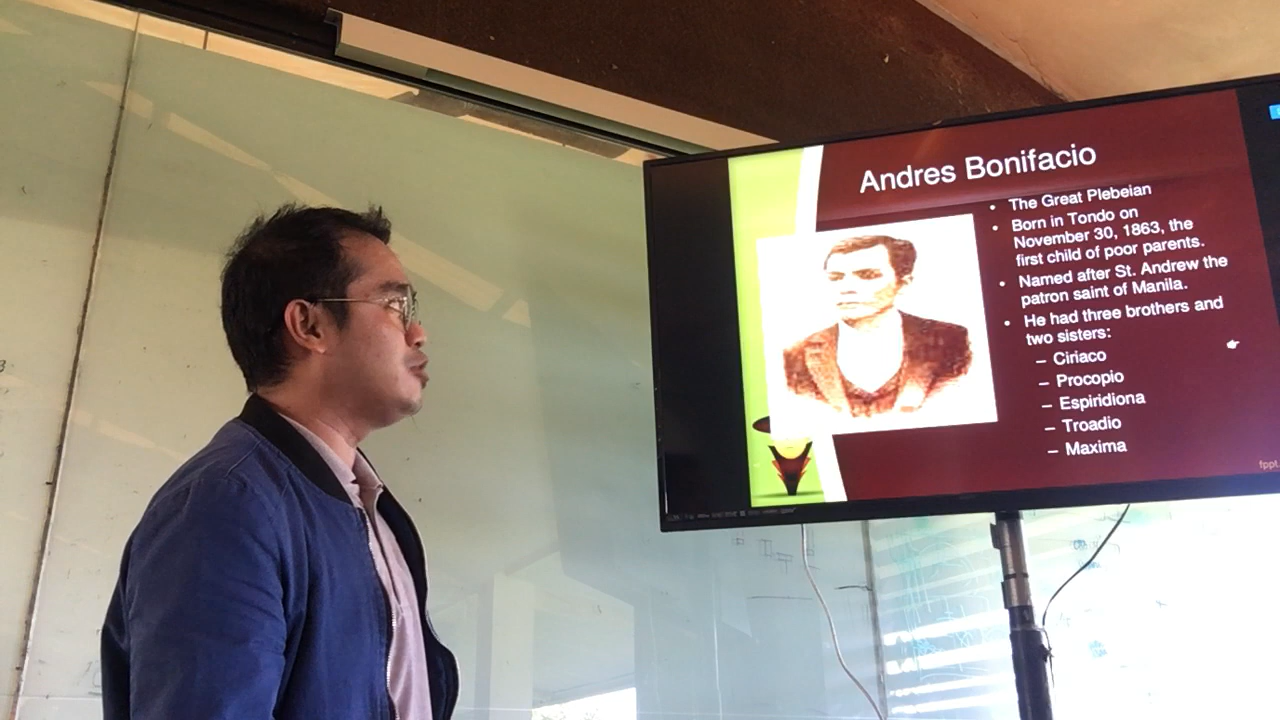 Andres Bonifacio
• The Great Plebeian
• Born in Tondo on
November 30, 1863, the
first child of poor parents.
• Named after St. Andrew the
patron saint of Manila.
• He had three brothers and
two sisters:
– Ciriaco
– Procopio
– Espiridiona
– Troadio
– Maxima
fppt.